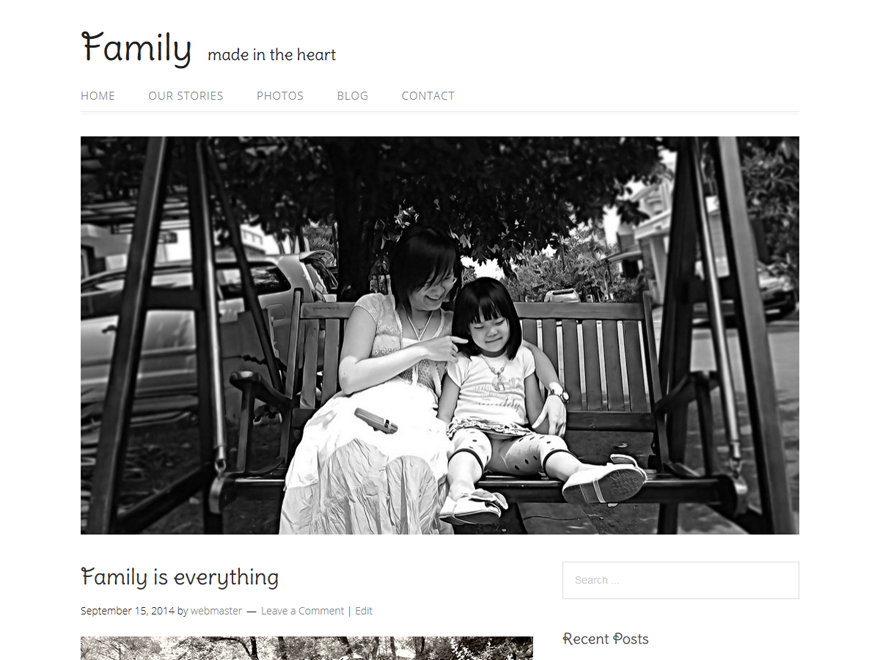 Family made in the heart
HOME OUR STORIES PHOTOS BLOG CONTACT
Family is everything
September 15, 2014 by webmaster — Leave a Comment | Edit
Search ...
Recent Posts